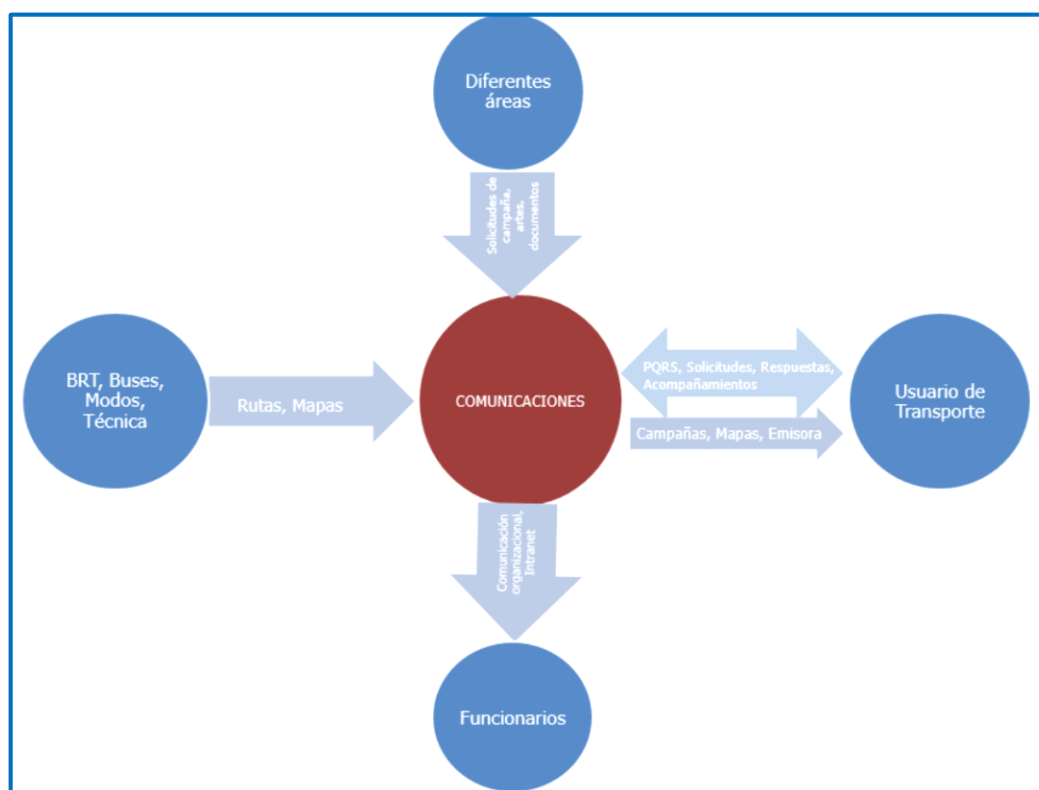 Diferentes
áreas
Solicitudes de
campaña,
artes,
documentos
BRT, Buses,
Modos,
Técnica
Rutas, Mapas
COMUNICACIONES
PQRS, Solicitudes, Respuestas,
Acompañamientos
Campañas, Mapas, Emisora
Usuario de
Transporte
Comunicación
organizacional,
Intranet
Funcionarios